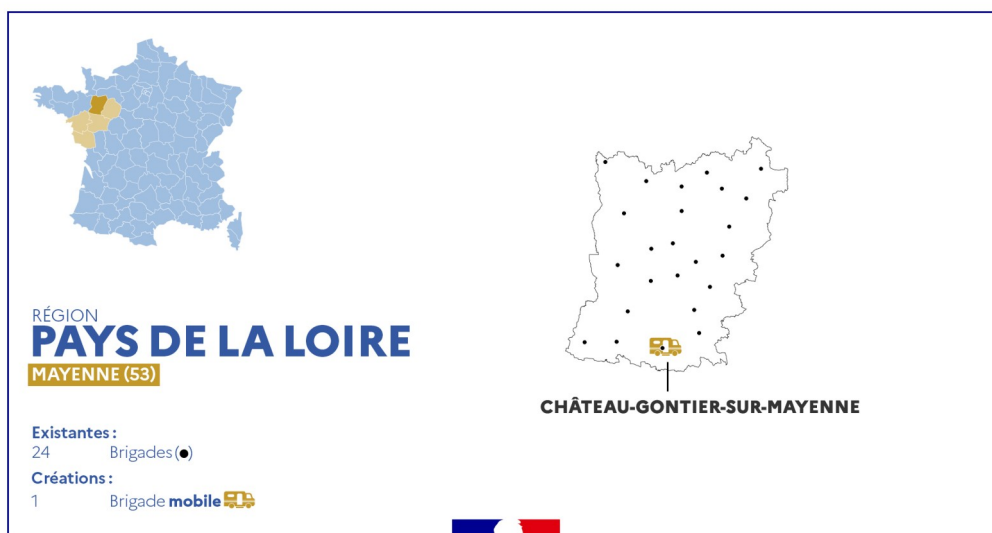 RÉGION
PAYS DE LA LOIRE
MAYENNE (53)
Existantes :
24 Brigades (●)
Créations :
1 Brigade mobile
CHÂTEAU-GONTIER-SUR-MAYENNE